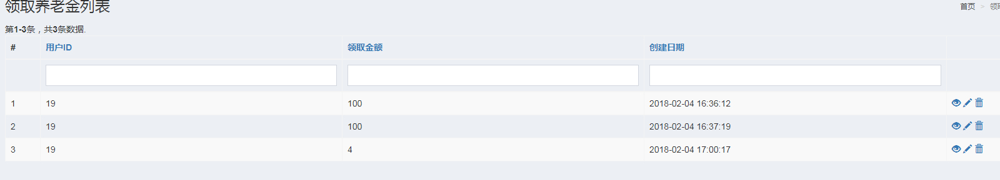 领取养老金列表
首页 > 领取
第1-3条，共3条数据.
# 用户ID 领取金额 创建日期
1 19 100 2018-02-04 16:36:12
2 19 100 2018-02-04 16:37:19
3 19 4 2018-02-04 17:00:17